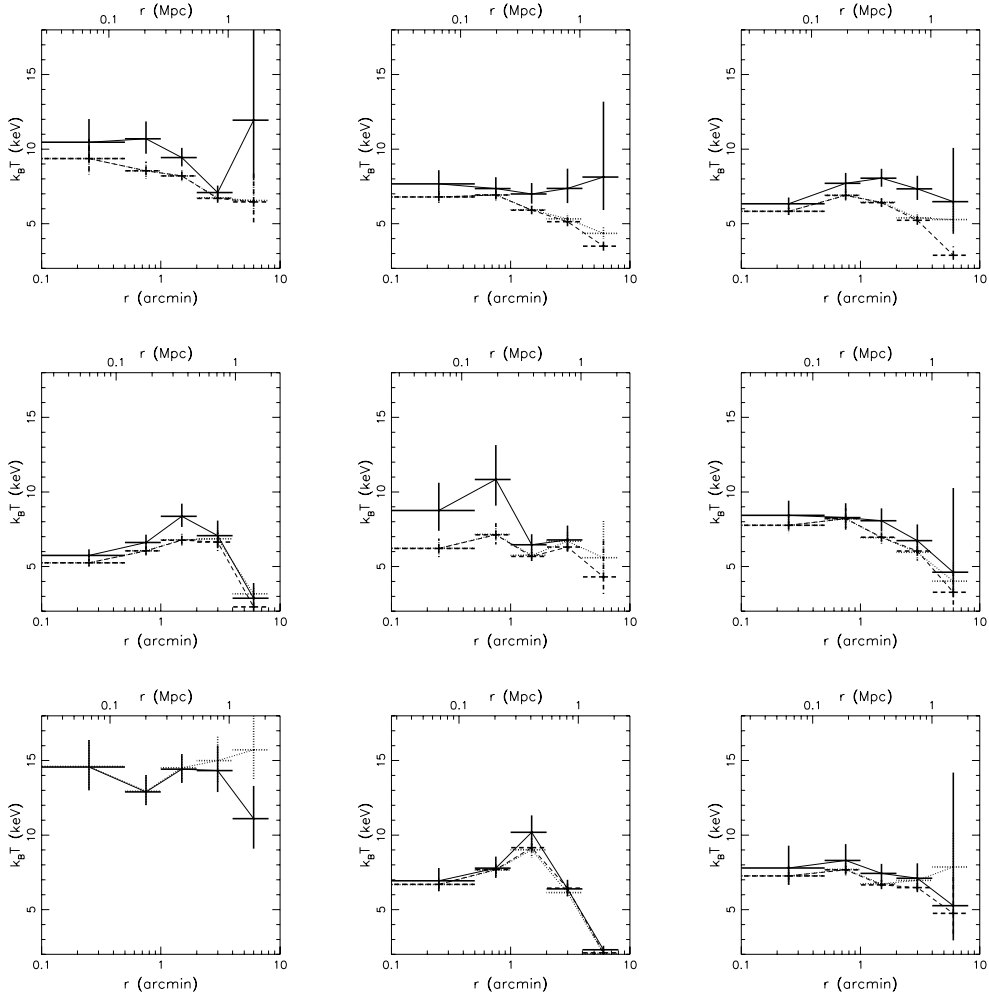 r (Mpc) r (Mpc) r (Mpc)
0.1 1 0.1 1 0.1 1
k_BT (keV) k_BT (keV) k_BT (keV)
15 15 15
10 10 10
5 5 5
0.1 1 10 0.1 1 10 0.1 1 10
r (arcmin) r (arcmin) r (arcmin)
r (Mpc) r (Mpc) r (Mpc)
0.1 1 0.1 1 0.1 1
k_BT (keV) k_BT (keV) k_BT (keV)
15 15 15
10 10 10
5 5 5
0.1 1 10 0.1 1 10 0.1 1 10
r (arcmin) r (arcmin) r (arcmin)
r (Mpc) r (Mpc) r (Mpc)
0.1 1 0.1 1 0.1 1
k_BT (keV) k_BT (keV) k_BT (keV)
15 15 15
10 10 10
5 5 5
0.1 1 10 0.1 1 10 0.1 1 10
r (arcmin) r (arcmin) r (arcmin)